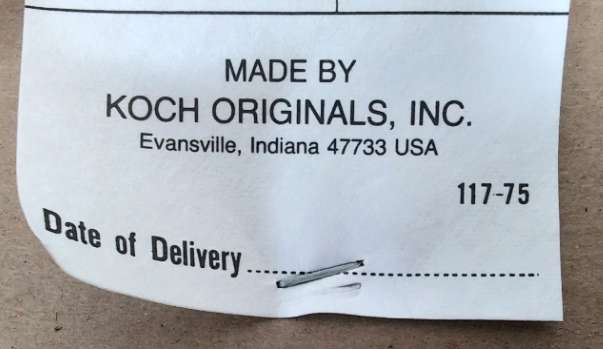 MADE BY
KOCH ORIGINALS, INC.
Evansville, Indiana 47733 USA
117-75
Date of Delivery